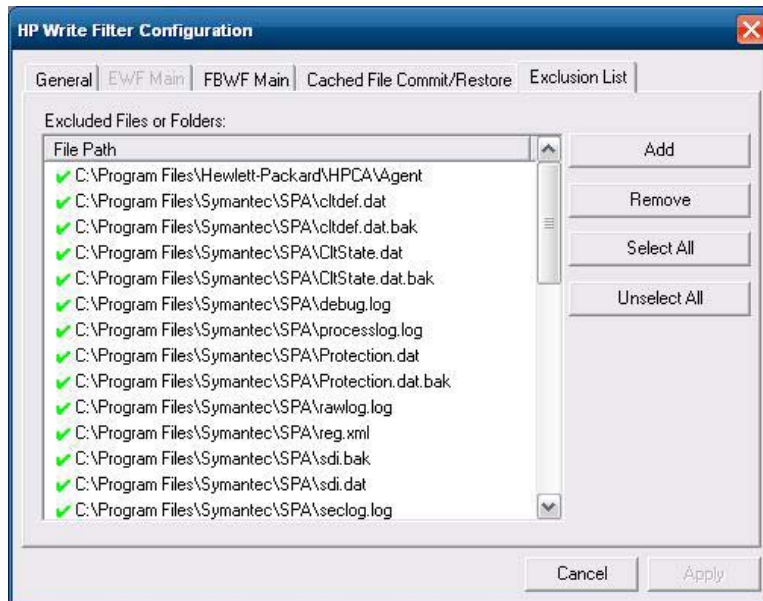 HP Write Filter Configuration
General EWF Main FBWF Main Cached File Commit/Restore Exclusion List
Excluded Files or Folders:
File Path
C:\Program Files\Hewlett-Packard\HPCA\Agent
C:\Program Files\Symantec\SPA\cltdef.dat
C:\Program Files\Symantec\SPA\cltdef.dat.bak
C:\Program Files\Symantec\SPA\CltState.dat
C:\Program Files\Symantec\SPA\CltState.dat.bak
C:\Program Files\Symantec\SPA\debug.log
C:\Program Files\Symantec\SPA\processlog.log
C:\Program Files\Symantec\SPA\Protection.dat
C:\Program Files\Symantec\SPA\Protection.dat.bak
C:\Program Files\Symantec\SPA\rawlog.log
C:\Program Files\Symantec\SPA\reg.xml
C:\Program Files\Symantec\SPA\sdi.bak
C:\Program Files\Symantec\SPA\sdi.dat
C:\Program Files\Symantec\SPA\seclog.log
Add
Remove
Select All
Unselect All
Cancel Apply